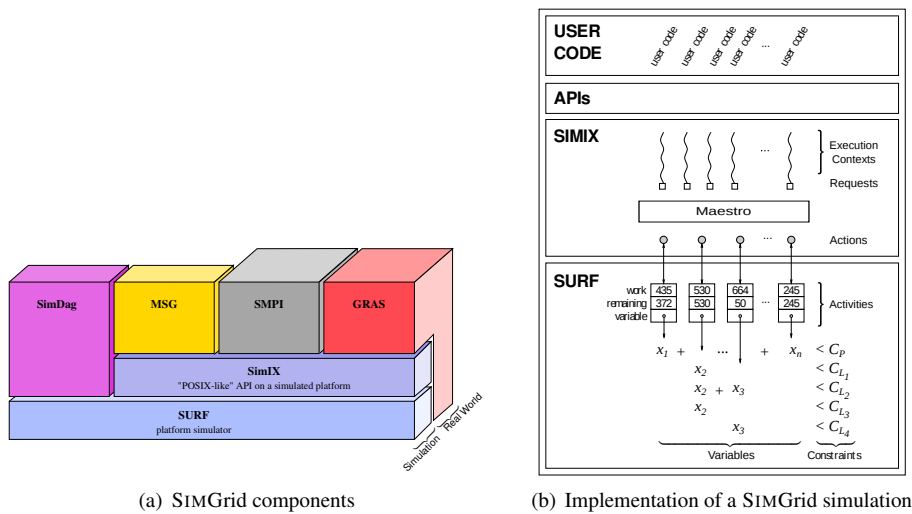 SimDag
MSG
SMPI
GRAS
SimIX
"POSIX-like" API on a simulated platform
SURF
platform simulator
Simulation
Real World
(a) SIMGrid components
USER
CODE
user code
user code
user code
user code
...
user code
APIs
SIMIX
...
Execution
Contexts
Requests
Maestro
...
Actions
SURF
work 435 530 664 245
remaining 372 530 50 ... 245
variable
Activities
x1 + ... + xn < CP
x2 < CL1
x2 + x3 < CL2
x2 < CL3
x3 < CL4
Variables
Constraints
(b) Implementation of a SIMGrid simulation